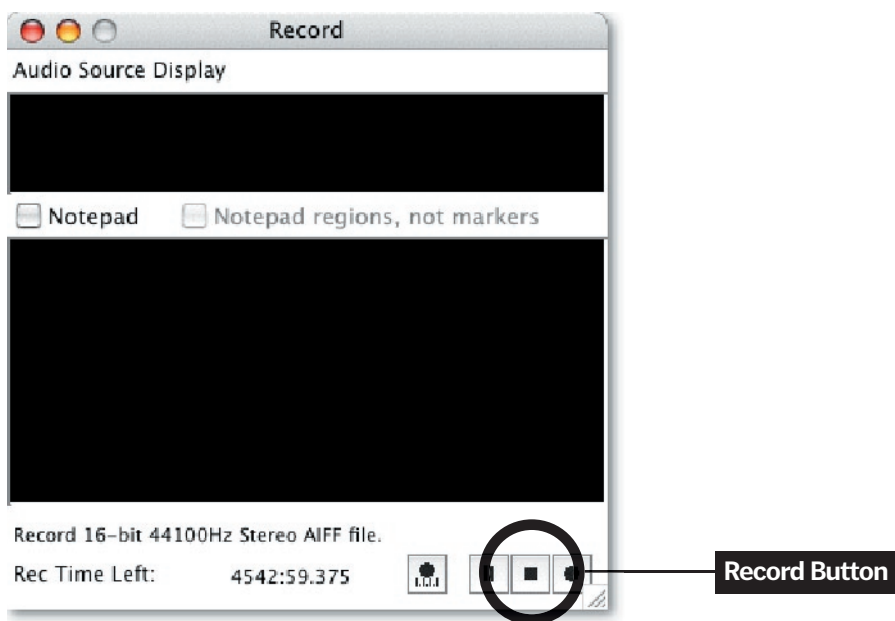 Record
Audio Source Display
Notepad
Notepad regions, not markers
Record 16-bit 44100Hz Stereo AIFF file.
Rec Time Left: 4542:59.375
Record Button